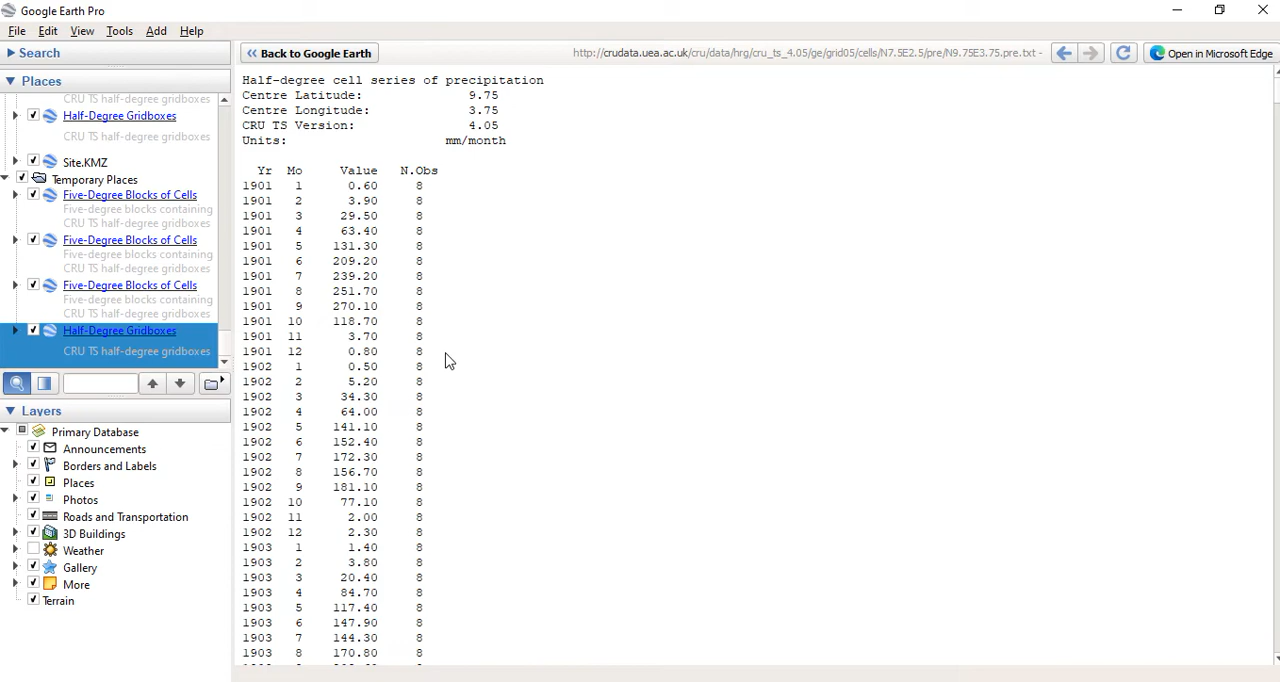 Google Earth Pro
File Edit View Tools Add Help
Search
Places
CRU TS half-degree gridboxes
Half-Degree Gridboxes
CRU TS half-degree gridboxes
Site.KMZ
Temporary Places
Five-Degree Blocks of Cells
Five-degree blocks containing
CRU TS half-degree gridboxes
Five-Degree Blocks of Cells
Five-degree blocks containing
CRU TS half-degree gridboxes
Five-Degree Blocks of Cells
Five-degree blocks containing
CRU TS half-degree gridboxes
Half-Degree Gridboxes
CRU TS half-degree gridboxes
Layers
Primary Database
Announcements
Borders and Labels
Places
Photos
Roads and Transportation
3D Buildings
Weather
Gallery
More
Terrain
Back to Google Earth http://crudata.uea.ac.uk/cru/data/hrg/cru_ts_4.05/ge/grid05/cells/N7.5E2.5/pre/N9.75E3.75.pre.txt - Open in Microsoft Edge
Half-degree cell series of precipitation
Centre Latitude: 9.75
Centre Longitude: 3.75
CRU TS Version: 4.05
Units: mm/month
Yr Mo Value N.Obs
1901 1 0.60 8
1901 2 3.90 8
1901 3 29.50 8
1901 4 63.40 8
1901 5 131.30 8
1901 6 209.20 8
1901 7 239.20 8
1901 8 251.70 8
1901 9 270.10 8
1901 10 118.70 8
1901 11 3.70 8
1901 12 0.80 8
1902 1 0.50 8
1902 2 5.20 8
1902 3 34.30 8
1902 4 64.00 8
1902 5 141.10 8
1902 6 152.40 8
1902 7 172.30 8
1902 8 156.70 8
1902 9 181.10 8
1902 10 77.10 8
1902 11 2.00 8
1902 12 2.30 8
1903 1 1.40 8
1903 2 3.80 8
1903 3 20.40 8
1903 4 84.70 8
1903 5 117.40 8
1903 6 147.90 8
1903 7 144.30 8
1903 8 170.80 8